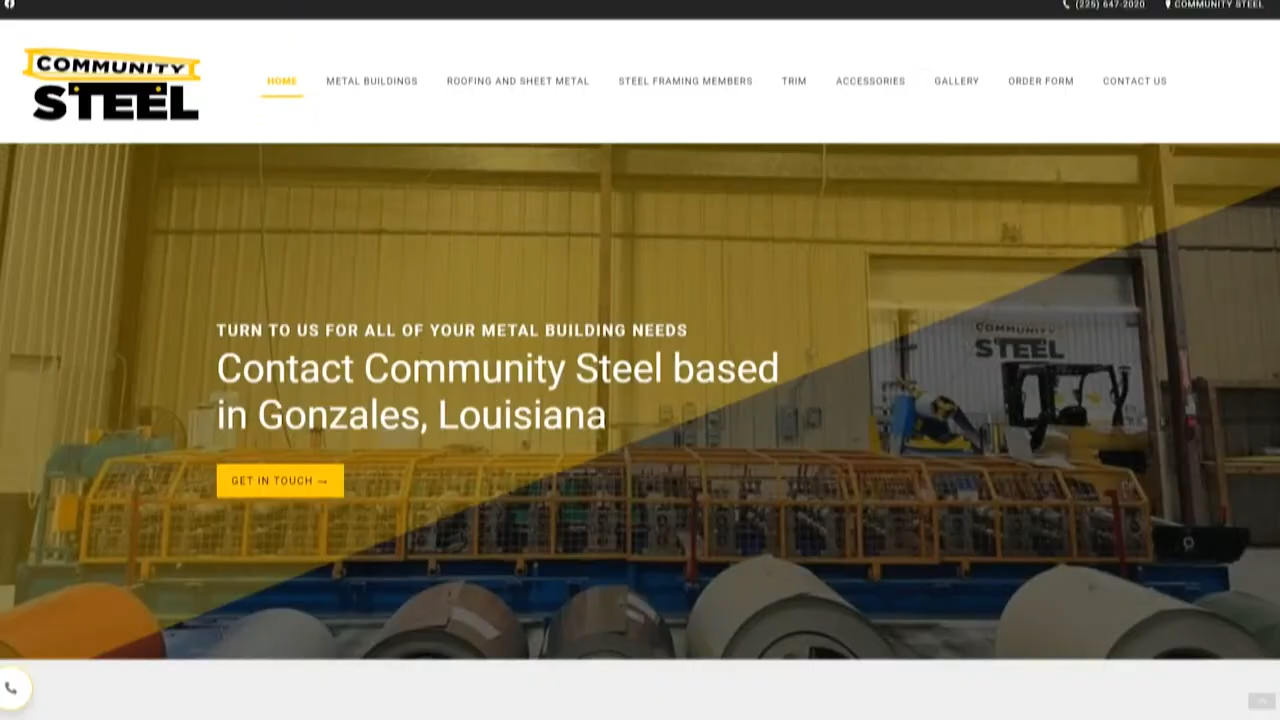 (225) 647-2020 COMMUNITY STEEL
COMMUNITY
STEEL
HOME METAL BUILDINGS ROOFING AND SHEET METAL STEEL FRAMING MEMBERS TRIM ACCESSORIES GALLERY ORDER FORM CONTACT US
COMMUNITY
STEEL
TURN TO US FOR ALL OF YOUR METAL BUILDING NEEDS
Contact Community Steel based
in Gonzales, Louisiana
GET IN TOUCH →